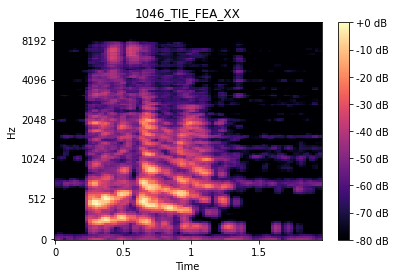 1046_TIE_FEA_XX
8192
4096
2048
1024
512
0
Hz
0
0.5
1
1.5
Time
+0 dB
-10 dB
-20 dB
-30 dB
-40 dB
-50 dB
-60 dB
-70 dB
-80 dB